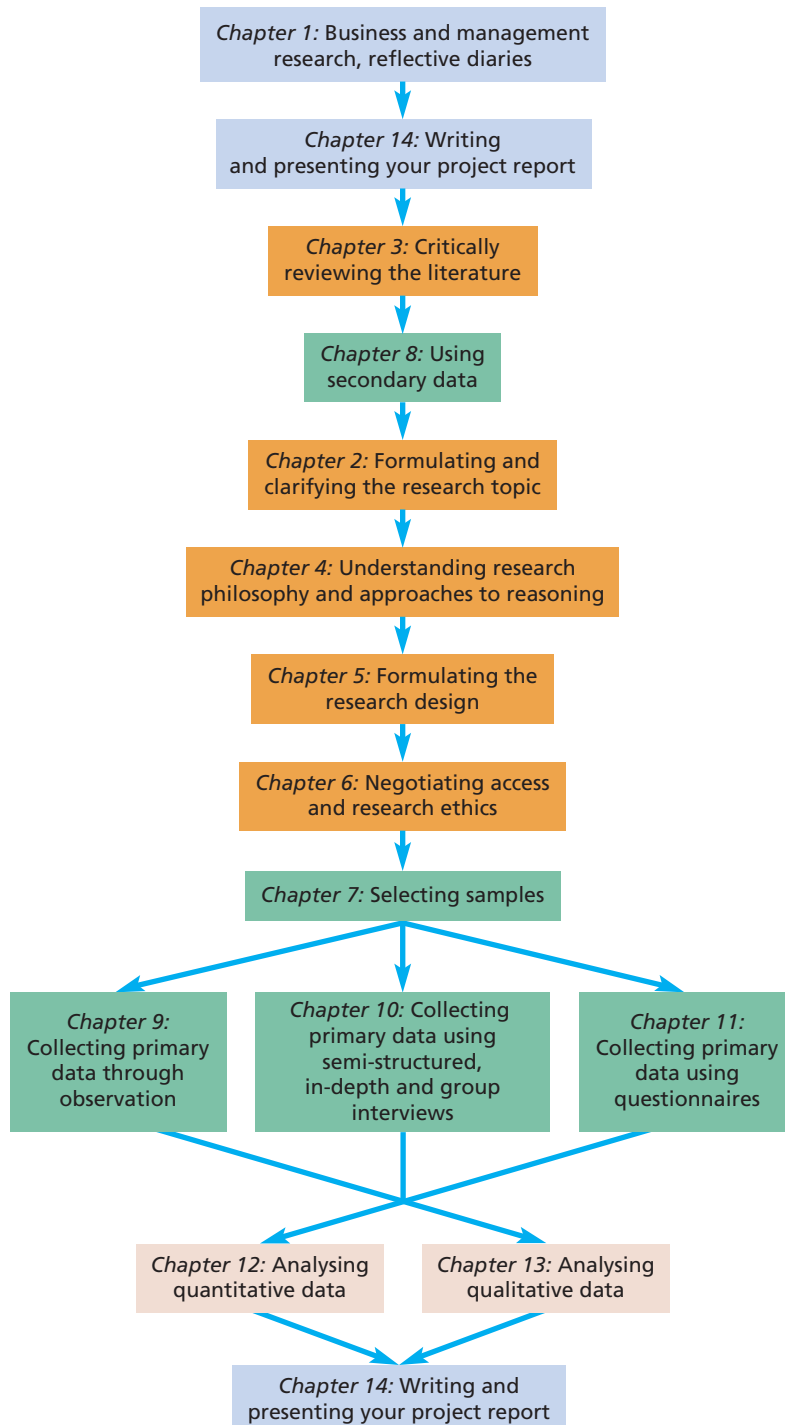 Chapter 1: Business and management
research, reflective diaries
Chapter 14: Writing
and presenting your project report
Chapter 3: Critically
reviewing the literature
Chapter 8: Using
secondary data
Chapter 2: Formulating and
clarifying the research topic
Chapter 4: Understanding research
philosophy and approaches to reasoning
Chapter 5: Formulating the
research design
Chapter 6: Negotiating access
and research ethics
Chapter 7: Selecting samples
Chapter 9:
Collecting primary
data through
observation
Chapter 10: Collecting
primary data using
semi-structured,
in-depth and group
interviews
Chapter 11:
Collecting primary
data using
questionnaires
Chapter 12: Analysing
quantitative data
Chapter 13: Analysing
qualitative data
Chapter 14: Writing and
presenting your project report